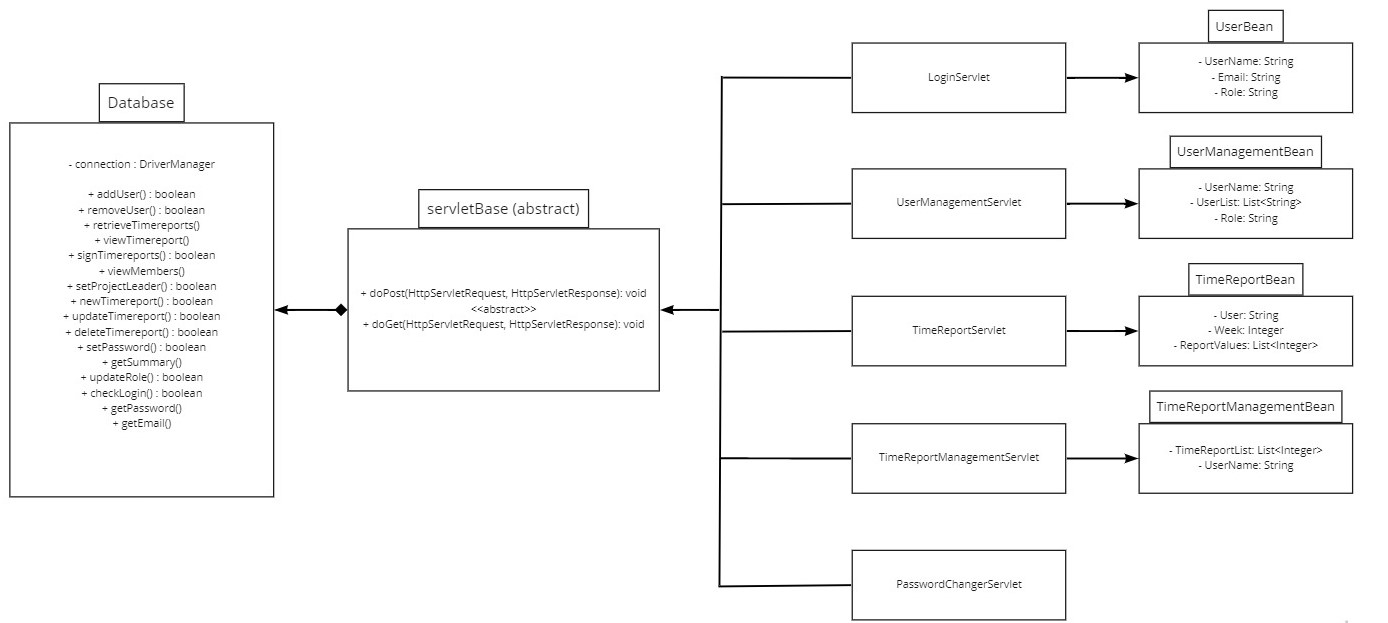 Database
- connection : DriverManager
+ addUser() : boolean
+ removeUser() : boolean
+ retrieveTimereports()
+ viewTimereport()
+ signTimereports() : boolean
+ viewMembers()
+ setProjectLeader() : boolean
+ newTimereport() : boolean
+ updateTimereport() : boolean
+ deleteTimereport() : boolean
+ setPassword() : boolean
+ getSummary()
+ updateRole() : boolean
+ checkLogin() : boolean
+ getPassword()
+ getEmail()
servletBase (abstract)
+ doPost(HttpServletRequest, HttpServletResponse): void
<<abstract>>
+ doGet(HttpServletRequest, HttpServletResponse): void
LoginServlet
UserBean
- UserName: String
- Email: String
- Role: String
UserManagementServlet
UserManagementBean
- UserName: String
- UserList: List<String>
- Role: String
TimeReportServlet
TimeReportBean
- User: String
- Week: Integer
- ReportValues: List<Integer>
TimeReportManagementServlet
TimeReportManagementBean
- TimeReportList: List<Integer>
- UserName: String
PasswordChangerServlet